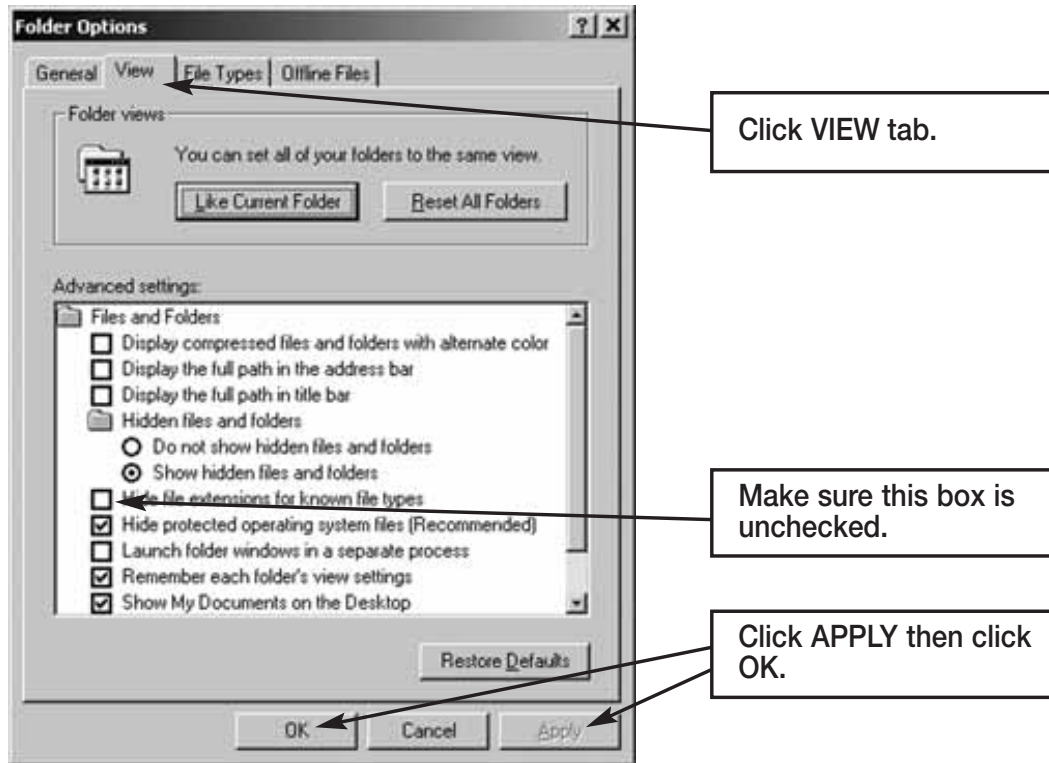 Folder Options
General View File Types Offline Files
Click VIEW tab.
Folder views
You can set all of your folders to the same view.
Like Current Folder Reset All Folders
Advanced settings:
Files and Folders
Display compressed files and folders with alternate color
Display the full path in the address bar
Display the full path in title bar
Hidden files and folders
Do not show hidden files and folders
Show hidden files and folders
Hide file extensions for known file types
Make sure this box is
unchecked.
Hide protected operating system files (Recommended)
Launch folder windows in a separate process
Remember each folder's view settings
Show My Documents on the Desktop
Click APPLY then click
OK.
Restore Defaults
OK Cancel Apply